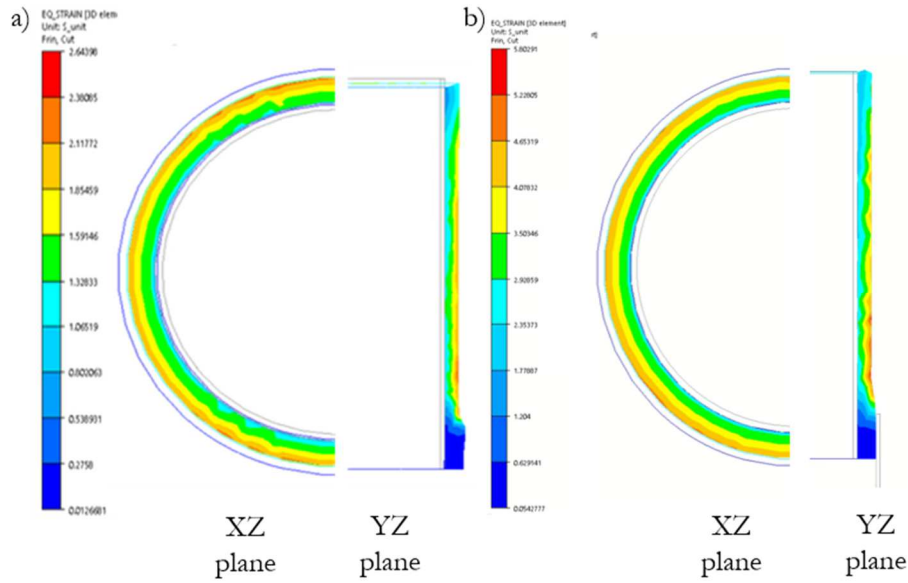 a)
EQ_STRAIN [3D elem
Unit: S_unit
Frin, Cut
2.64398
2.38085
2.11772
1.85459
1.59146
1.32833
1.06519
0.802063
0.538931
0.2758
0.0126681
XZ
plane
YZ
plane
b)
EQ_STRAIN [3D element]
Unit: S_unit
Frin, Cut
5.80291
5.22805
4.65319
4.07832
3.50346
2.92859
2.35373
1.77887
1.204
0.629141
0.0542777
XZ
plane
YZ
plane